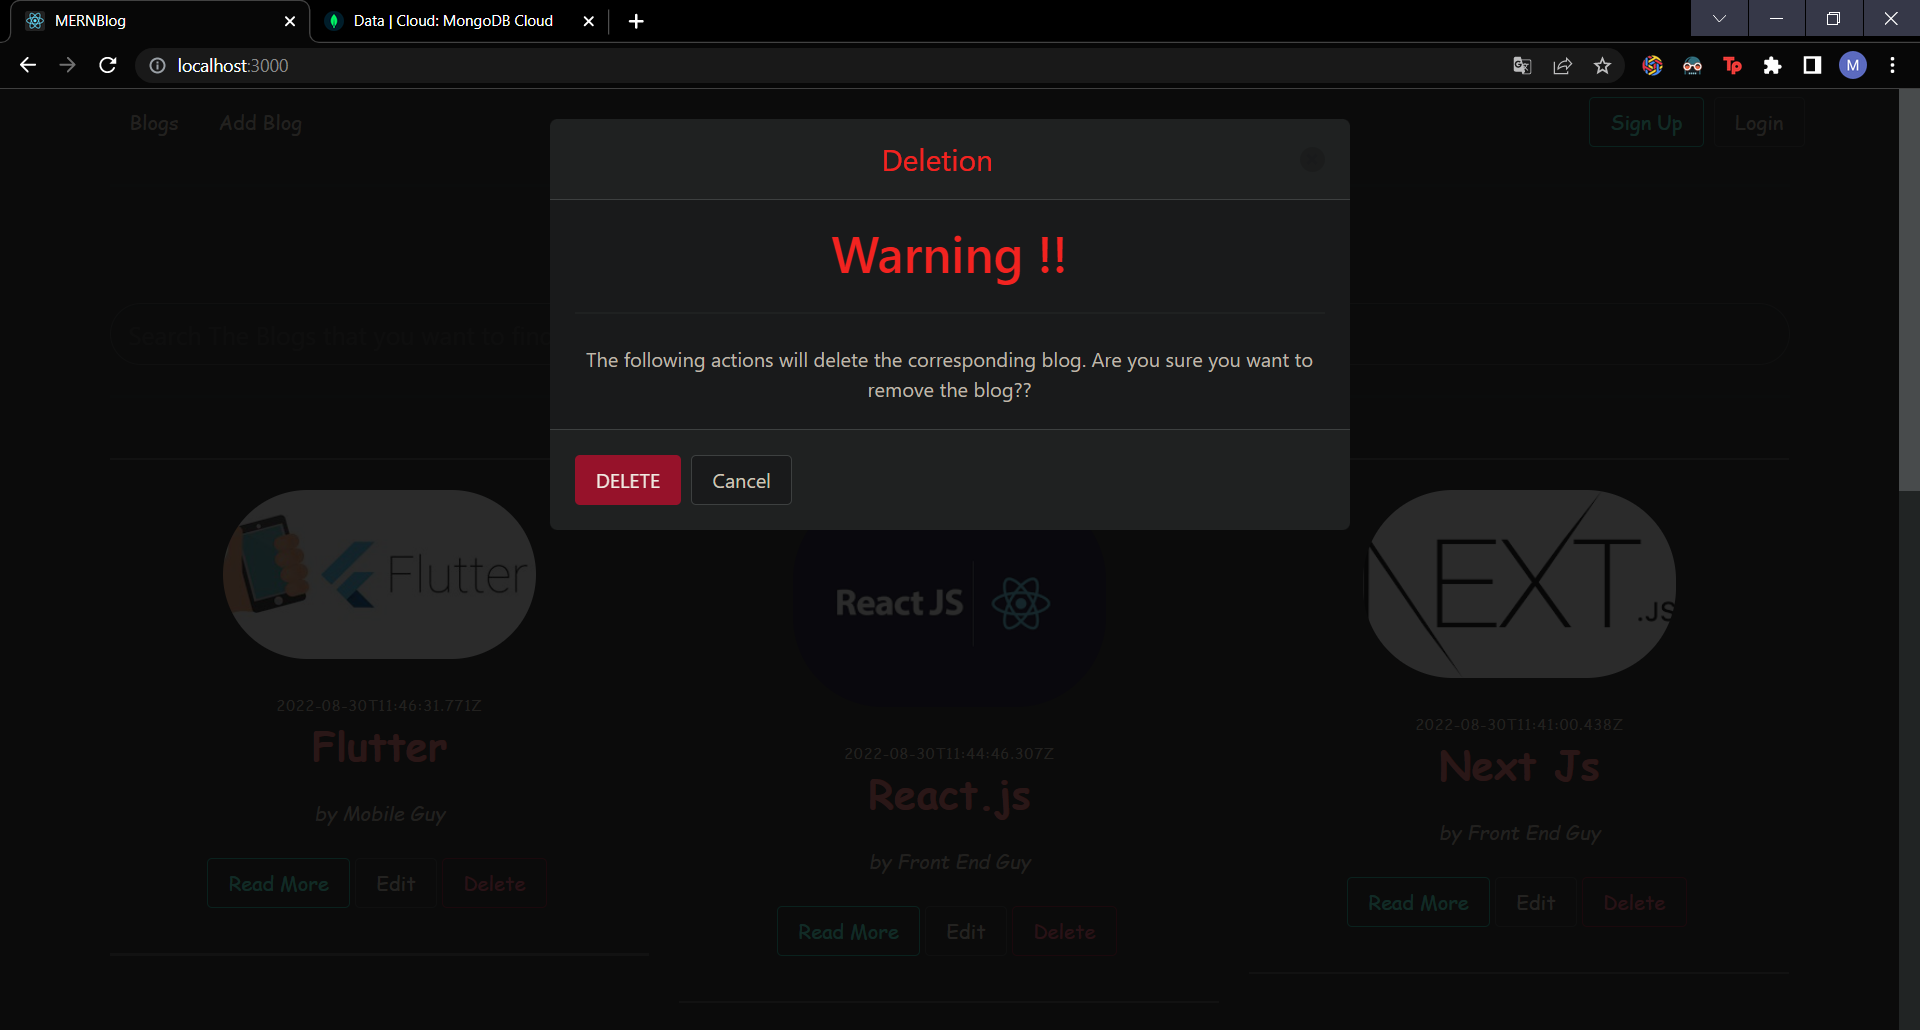 MERNBlog
Data | Cloud: MongoDB Cloud
localhost:3000
Tp
M
Blogs
Add Blog
Sign Up
Login
Deletion
Warning !!
Search The Blogs that you want to find
The following actions will delete the corresponding blog. Are you sure you want to
remove the blog??
DELETE
Cancel
Flutter
2022-08-30T11:46:31.771Z
Flutter
by Mobile Guy
Read More
Edit
Delete
React JS
2022-08-30T11:44:46.307Z
React.js
by Front End Guy
Read More
Edit
Delete
NEXT
.JS
2022-08-30T11:41:00.438Z
Next Js
by Front End Guy
Read More
Edit
Delete